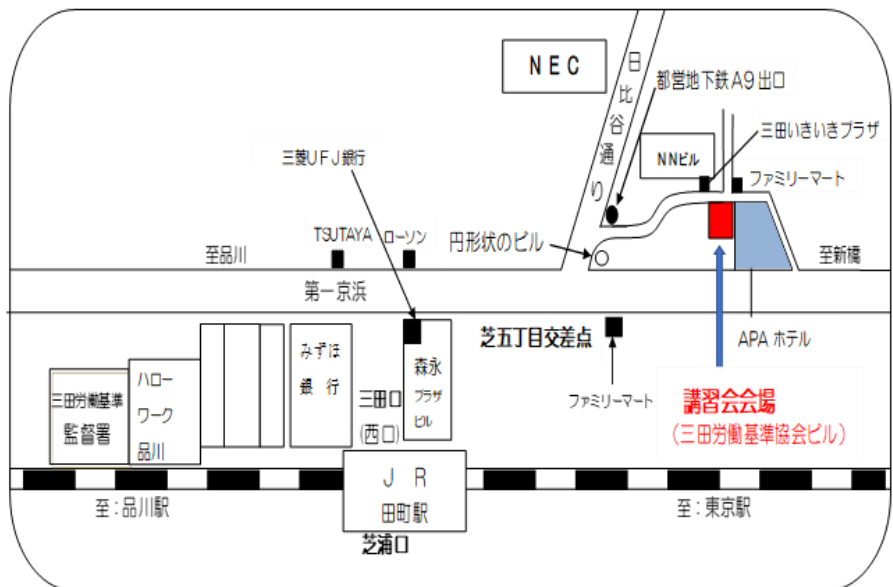 NEC
日比谷通り
都営地下鉄A9出口
三田いきいきプラザ
三菱UFJ銀行
NNビル
ファミリーマート
TSUTAYA
ローソン
円形状のビル
至品川
至新橋
第一京浜
芝五丁目交差点
APAホテル
みずほ
銀行
森永
プラザ
ビル
三田口
(西口)
ファミリーマート
講習会会場
(三田労働基準協会ビル)
三田労働基準
監督署
ハロー
ワーク
品川
JR
田町駅
至:品川駅
至:東京駅
芝浦口